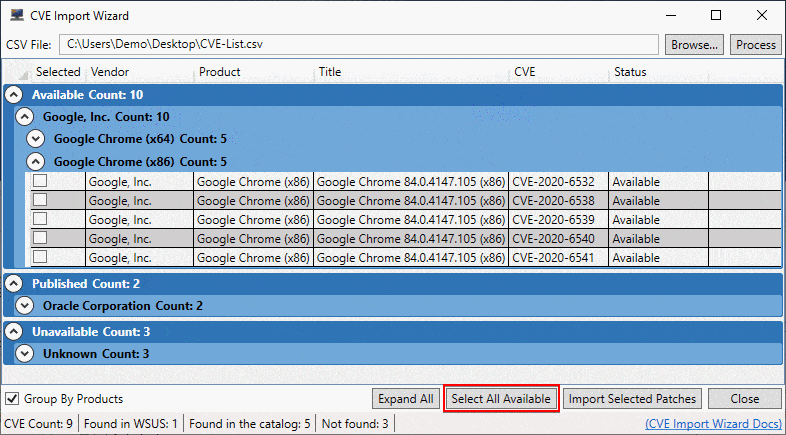 CVE Import Wizard
CSV File: C:\Users\Demo\Desktop\CVE-List.csv Browse... Process
Selected Vendor Product Title CVE Status
Available Count: 10
Google, Inc. Count: 10
Google Chrome (x64) Count: 5
Google Chrome (x86) Count: 5
Google, Inc. Google Chrome (x86) Google Chrome 84.0.4147.105 (x86) CVE-2020-6532 Available
Google, Inc. Google Chrome (x86) Google Chrome 84.0.4147.105 (x86) CVE-2020-6538 Available
Google, Inc. Google Chrome (x86) Google Chrome 84.0.4147.105 (x86) CVE-2020-6539 Available
Google, Inc. Google Chrome (x86) Google Chrome 84.0.4147.105 (x86) CVE-2020-6540 Available
Google, Inc. Google Chrome (x86) Google Chrome 84.0.4147.105 (x86) CVE-2020-6541 Available
Published Count: 2
Oracle Corporation Count: 2
Unavailable Count: 3
Unknown Count: 3
Group By Products Expand All Select All Available Import Selected Patches Close
CVE Count: 9 Found in WSUS: 1 Found in the catalog: 5 Not found: 3 (CVE Import Wizard Docs)